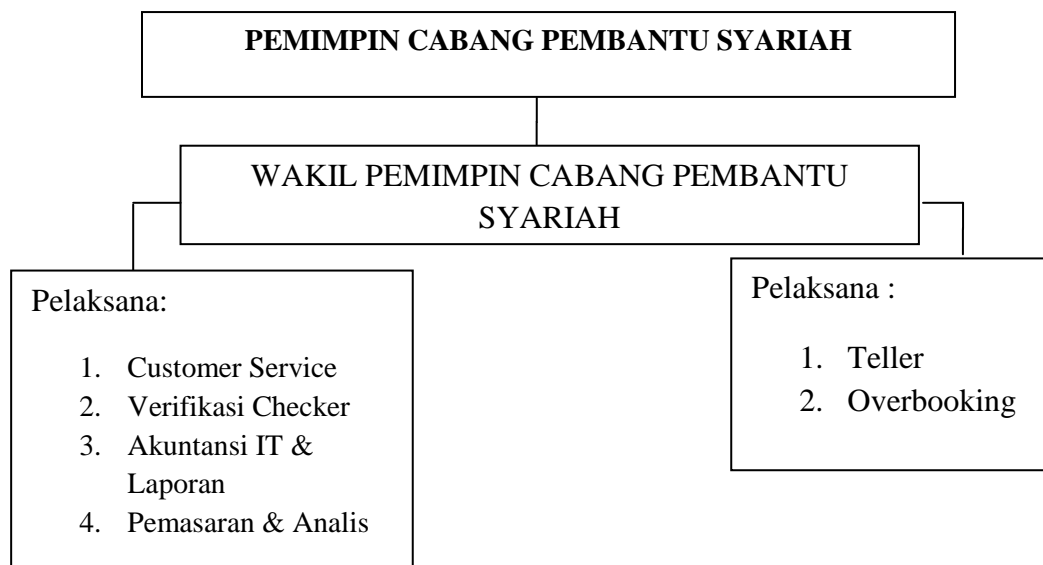 PEMIMPIN CABANG PEMBANTU SYARIAH
WAKIL PEMIMPIN CABANG PEMBANTU
SYARIAH
Pelaksana:
1. Customer Service
2. Verifikasi Checker
3. Akuntansi IT &
Laporan
4. Pemasaran & Analis
Pelaksana :
1. Teller
2. Overbooking